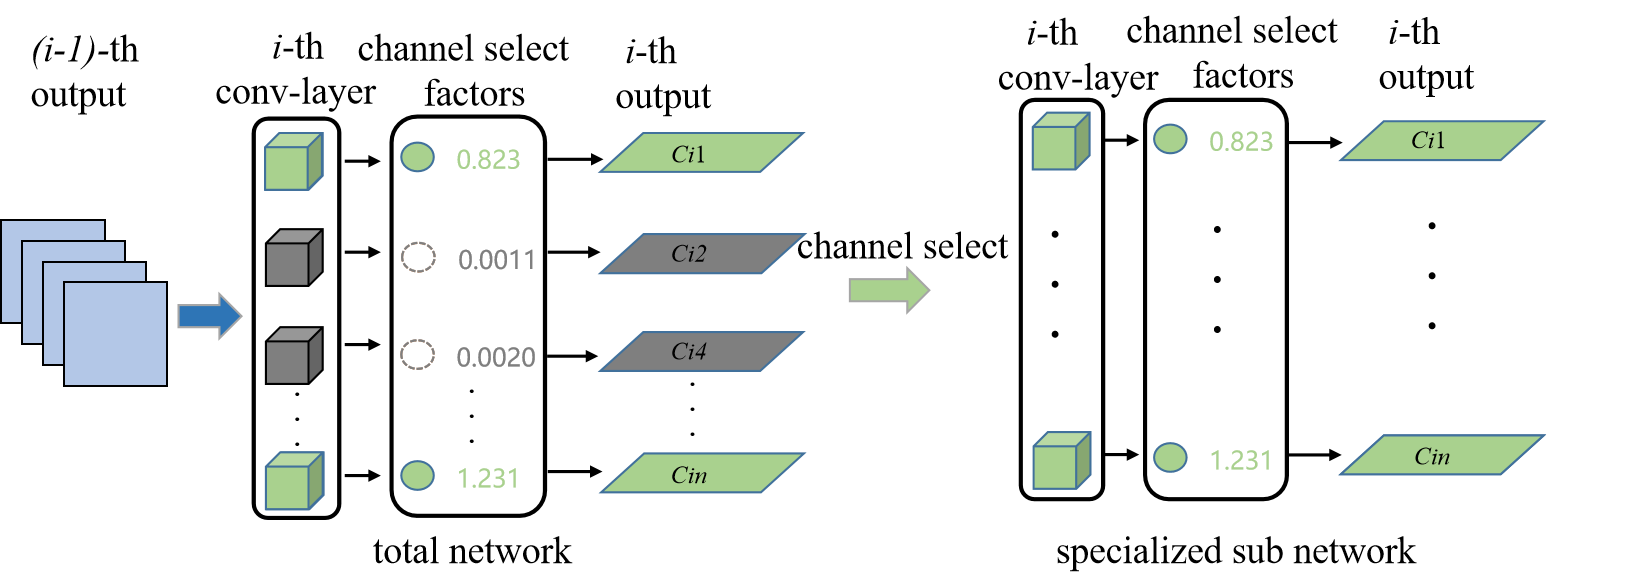 (i-1)-th
output
i-th
conv-layer
channel select
factors
i-th
output
0.823
Ci1
0.0011
Ci2
0.0020
Ci4
1.231
Cin
total network
channel select
i-th
conv-layer
channel select
factors
i-th
output
0.823
Ci1
1.231
Cin
specialized sub network